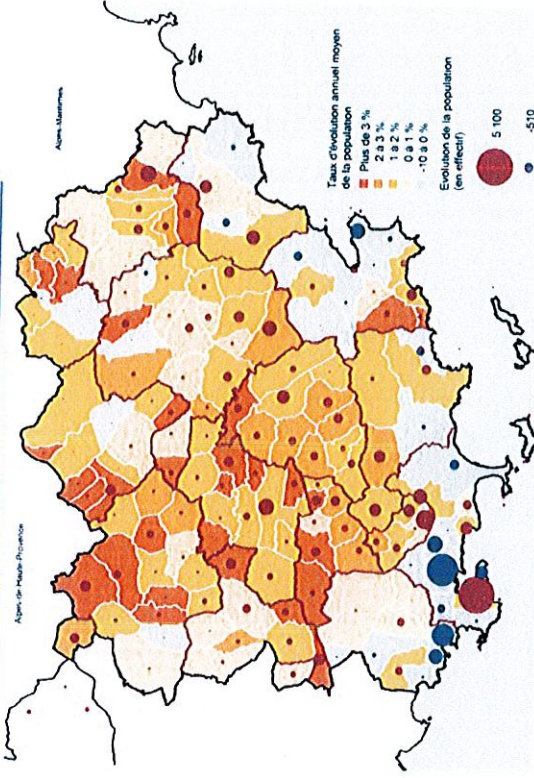 Alpes-de-Haute-Provence
Alpes-Maritimes
Taux d'évolution annuel moyen
de la population
Plus de 3 %
2 à 3 %
1 à 2 %
0 à 1 %
-10 à 0 %
Evolution de la population
(en effectif)
5 100
-510